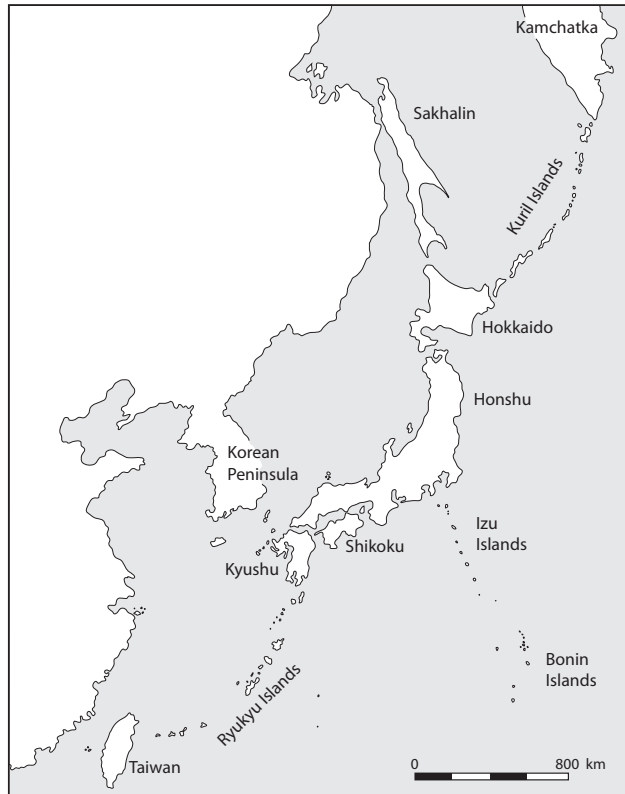 Kamchatka
Sakhalin
Kuril Islands
Hokkaido
Honshu
Korean
Peninsula
Izu
Islands
Shikoku
Kyushu
Bonin
Islands
Ryukyu Islands
Taiwan
0 800 km